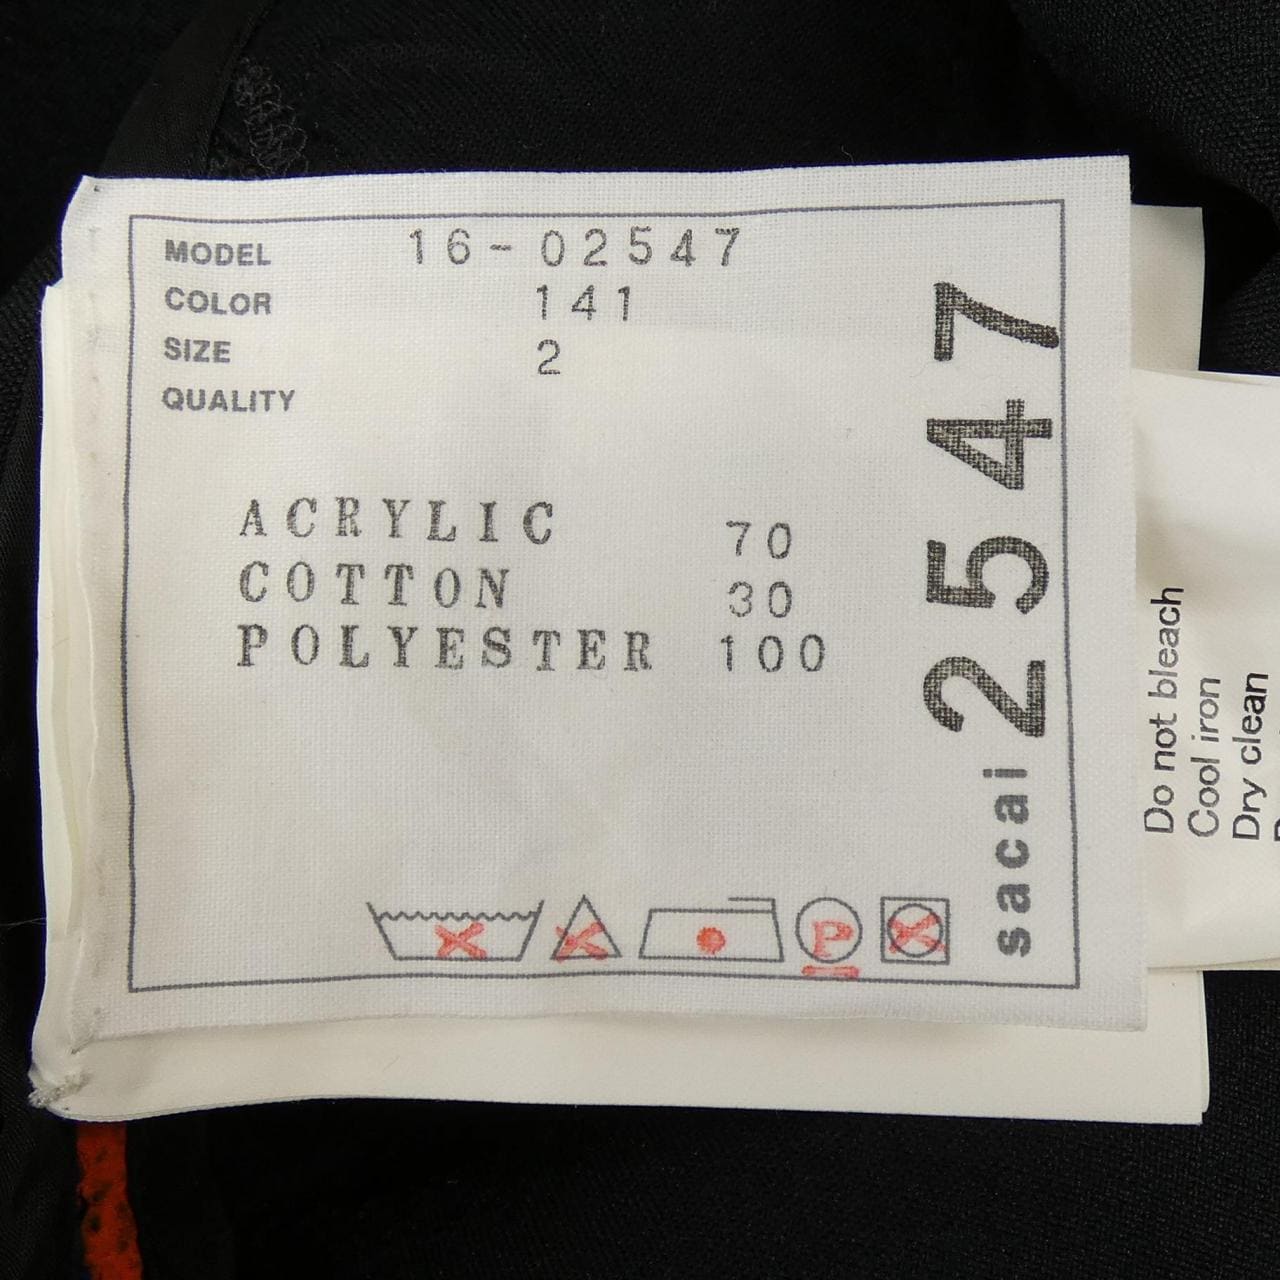 MODEL 16-02547
COLOR 141
SIZE 2
QUALITY
ACRYLIC 70
COTTON 30
POLYESTER 100
P
sacai 2547
Do not bleach
Cool iron
Dry clean